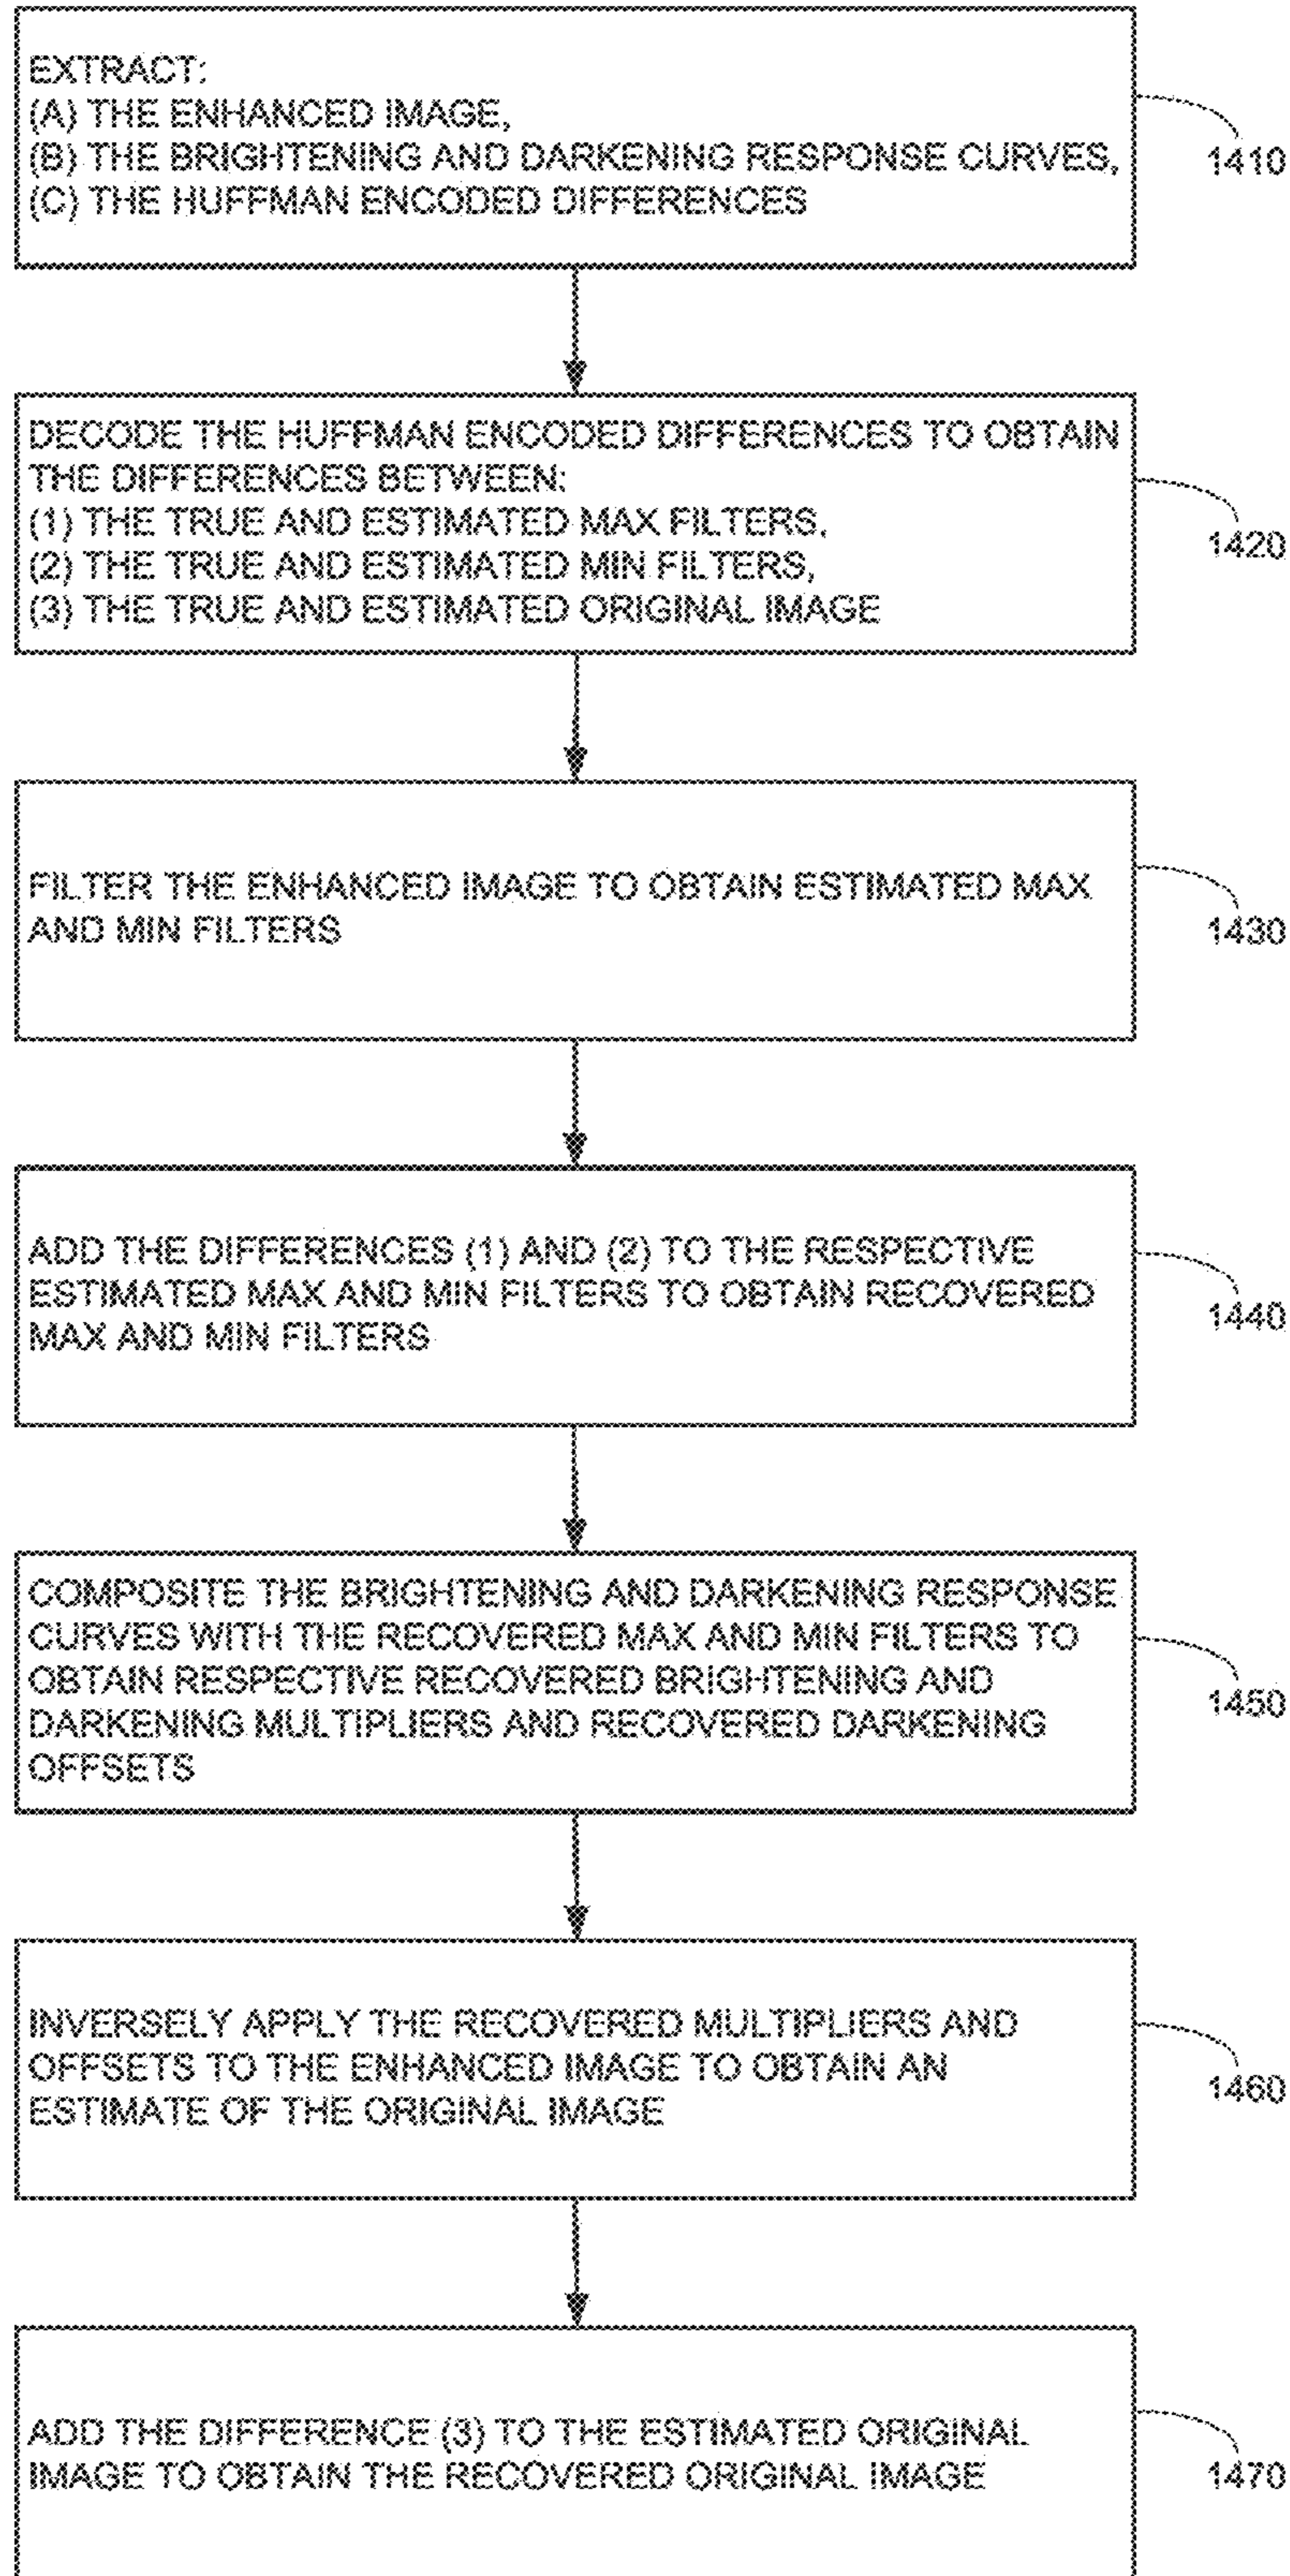 EXTRACT:
(A) THE ENHANCED IMAGE,
(B) THE BRIGHTENING AND DARKENING RESPONSE CURVES,
(C) THE HUFFMAN ENCODED DIFFERENCES
1410
DECODE THE HUFFMAN ENCODED DIFFERENCES TO OBTAIN
THE DIFFERENCES BETWEEN:
(1) THE TRUE AND ESTIMATED MAX FILTERS,
(2) THE TRUE AND ESTIMATED MIN FILTERS,
(3) THE TRUE AND ESTIMATED ORIGINAL IMAGE
1420
FILTER THE ENHANCED IMAGE TO OBTAIN ESTIMATED MAX
AND MIN FILTERS
1430
ADD THE DIFFERENCES (1) AND (2) TO THE RESPECTIVE
ESTIMATED MAX AND MIN FILTERS TO OBTAIN RECOVERED
MAX AND MIN FILTERS
1440
COMPOSITE THE BRIGHTENING AND DARKENING RESPONSE
CURVES WITH THE RECOVERED MAX AND MIN FILTERS TO
OBTAIN RESPECTIVE RECOVERED BRIGHTENING AND
DARKENING MULTIPLIERS AND RECOVERED DARKENING
OFFSETS
1450
INVERSELY APPLY THE RECOVERED MULTIPLIERS AND
OFFSETS TO THE ENHANCED IMAGE TO OBTAIN AN
ESTIMATE OF THE ORIGINAL IMAGE
1460
ADD THE DIFFERENCE (3) TO THE ESTIMATED ORIGINAL
IMAGE TO OBTAIN THE RECOVERED ORIGINAL IMAGE
1470